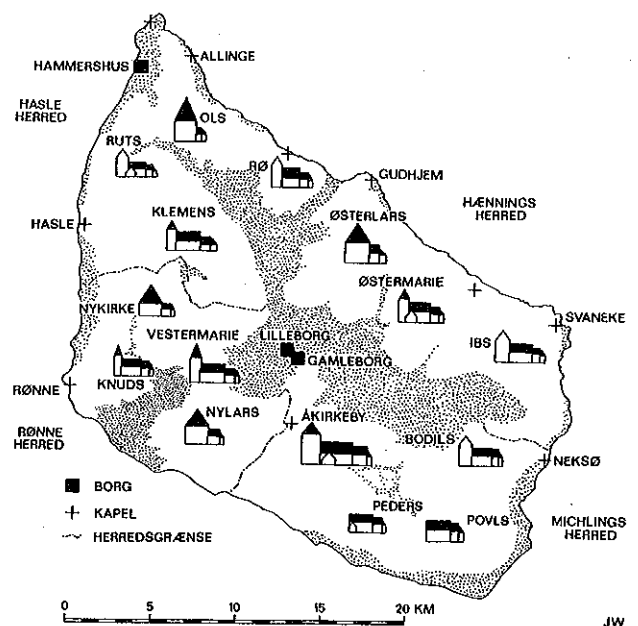 ALLINGE
HAMMERSHUS
HASLE
HERRED
OLS
RUTS
RØ
GUDHJEM
KLEMENS
HÆNNINGS
HERRED
HASLE
ØSTERLARS
ØSTERMARIE
NYKIRKE
SVANEKE
VESTERMARIE
LILLEBORG
IBS
GAMLEBORG
KNUDS
RØNNE
NYLARS
ÅKIRKEBY
BODILS
RØNNE
HERRED
NEKSØ
BORG
KAPEL
HERREDSGRÆNSE
PEDERS
POVLS
MICHLINGS
HERRED
0 5 10 15 20 KM
JW